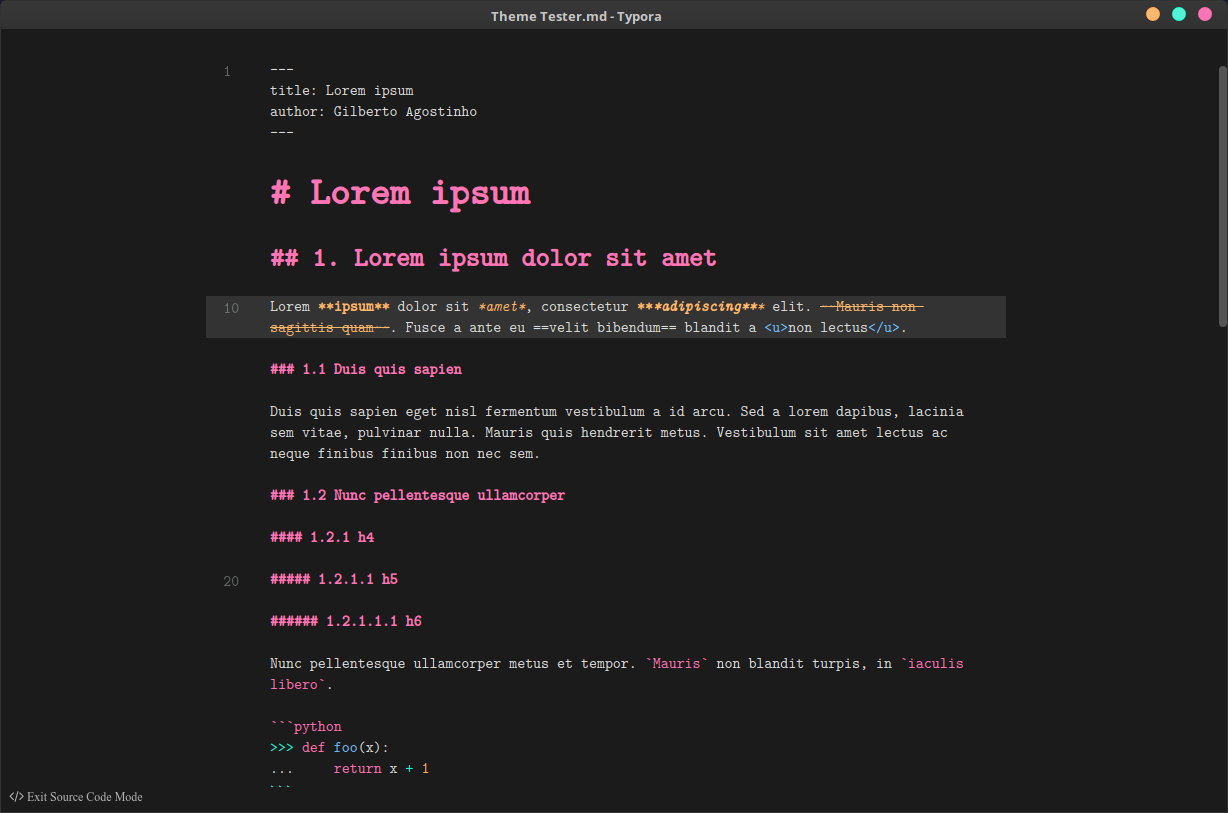 Theme Tester.md - Typora
1
---
title: Lorem ipsum
author: Gilberto Agostinho
---
# Lorem ipsum
## 1. Lorem ipsum dolor sit amet
10 Lorem **ipsum** dolor sit *amet*, consectetur ***adipiscing*** elit. ~~Mauris non
sagittis quam~~. Fusce a ante eu ==velit bibendum== blandit a <u>non lectus</u>.
### 1.1 Duis quis sapien
Duis quis sapien eget nisl fermentum vestibulum a id arcu. Sed a lorem dapibus, lacinia
sem vitae, pulvinar nulla. Mauris quis hendrerit metus. Vestibulum sit amet lectus ac
neque finibus finibus non nec sem.
### 1.2 Nunc pellentesque ullamcorper
#### 1.2.1 h4
20 ##### 1.2.1.1 h5
###### 1.2.1.1.1 h6
Nunc pellentesque ullamcorper metus et tempor. `Mauris` non blandit turpis, in `iaculis
libero`.
```python
>>> def foo(x):
...     return x + 1
```
</> Exit Source Code Mode